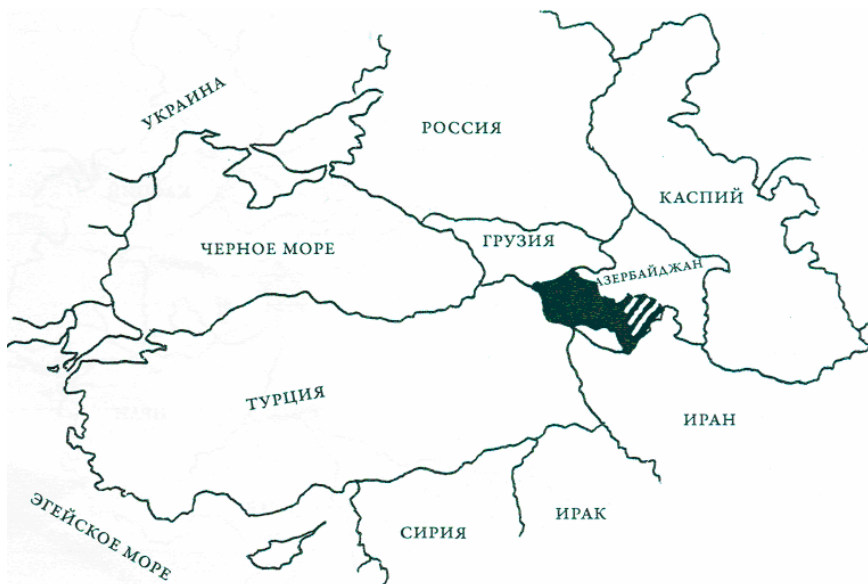 УКРАИНА
РОССИЯ
КАСПИЙ
ЧЕРНОЕ МОРЕ
ГРУЗИЯ
АЗЕРБАЙДЖАН
ТУРЦИЯ
ИРАН
ЭГЕЙСКОЕ МОРЕ
СИРИЯ
ИРАК